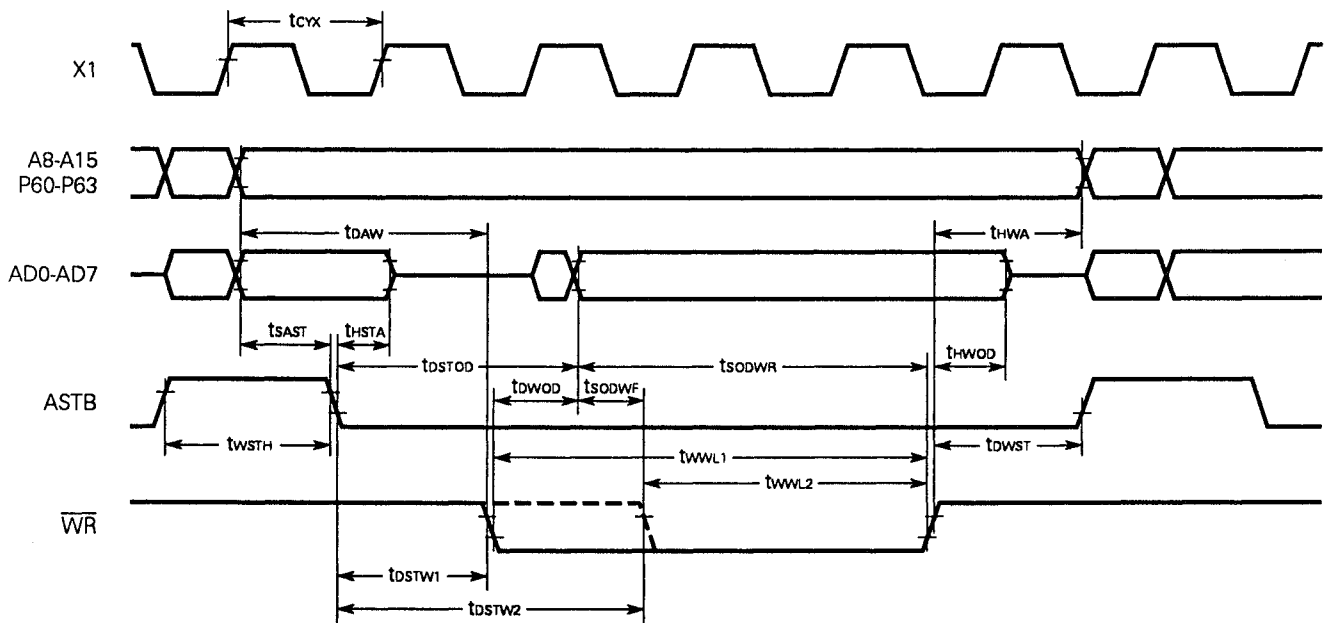 tCYX
X1
A8-A15
P60-P63
tDAW
tHWA
AD0-AD7
tSAST
tHSTA
tDSTOD
tSODWR
tHWOD
tDWOD
tSODWF
ASTB
tWSTH
tDWST
tWWL1
tWWL2
WR
tDSTW1
tDSTW2